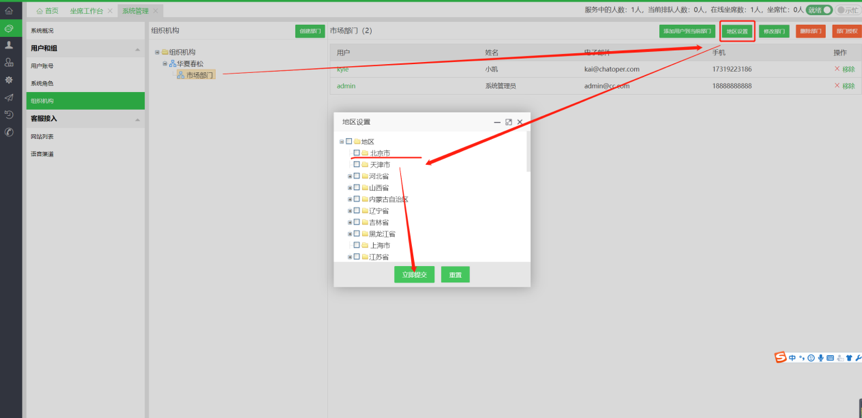 首页 坐席工作台 系统管理
服务中的人数：1人，当前排队人数：0人，在线坐席数：1人，坐席忙：0人 就绪 小忙
系统概况
用户和组
用户账号
系统角色
组织机构
客服接入
网站列表
语音渠道
组织机构 创建部门
组织机构
华夏春松
市场部门
市场部门（2） 添加用户到当前部门 地区设置 修改部门 删除部门 部门授权
用户 姓名 电子邮件 手机 操作
kyle 小凯 kai@chatoper.com 17319223186 移除
admin 系统管理员 admin@cc.com 18888888888 移除
地区设置
地区
北京市
天津市
河北省
山西省
内蒙古自治区
辽宁省
吉林省
黑龙江省
上海市
江苏省
立即提交 重置
中